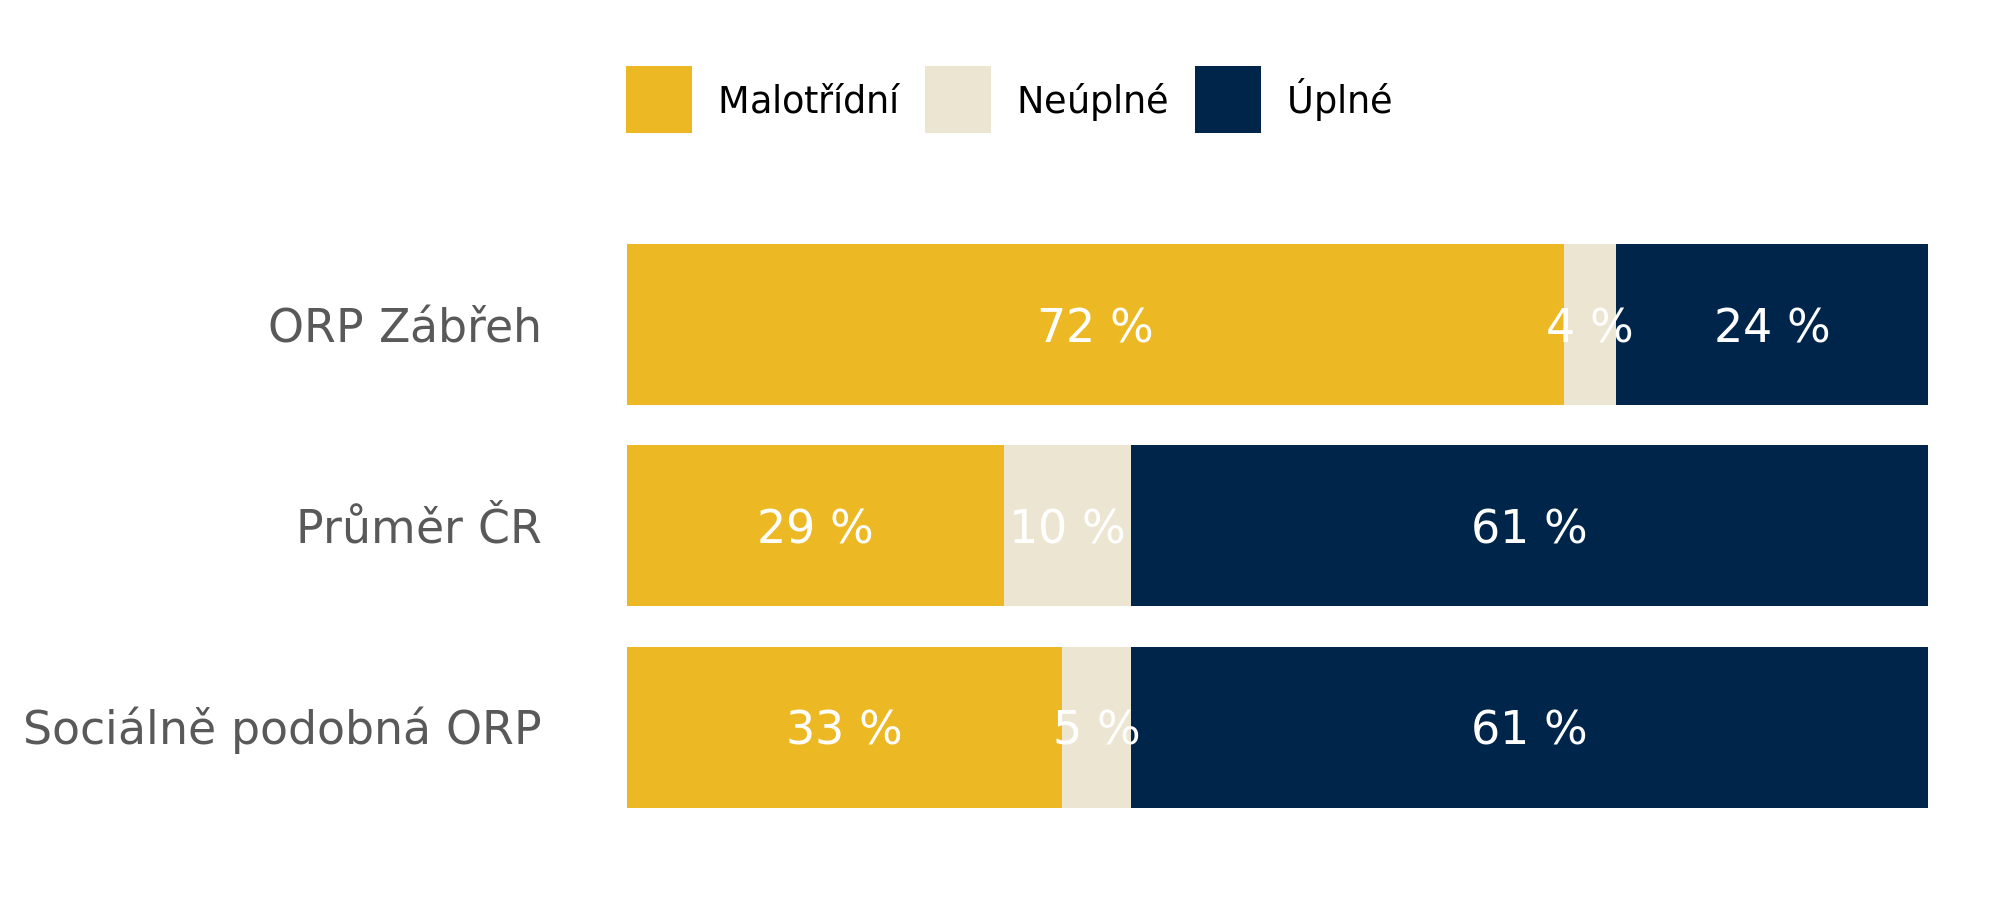 Malotřídní Neúplné Úplné
ORP Zábřeh 72 % 4 % 24 %
Průměr ČR 29 % 10 % 61 %
Sociálně podobná ORP 33 % 5 % 61 %